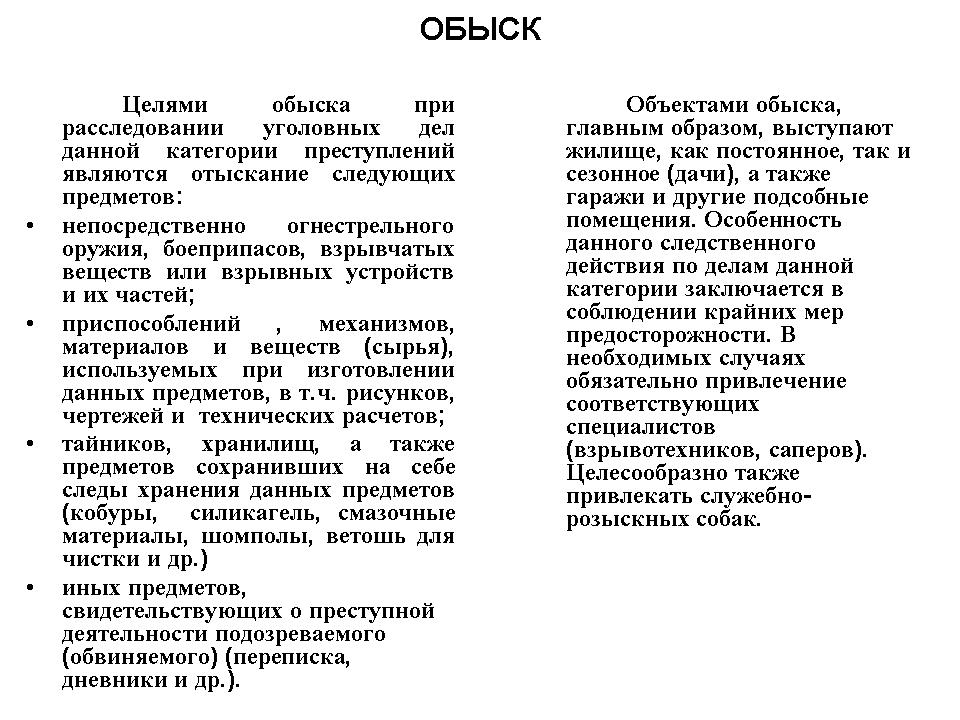 ОБЫСК
Целями обыска при
расследовании уголовных дел
данной категории преступлений
являются отыскание следующих
предметов:
• непосредственно огнестрельного
оружия, боеприпасов, взрывчатых
веществ или взрывных устройств
и их частей;
• приспособлений , механизмов,
материалов и веществ (сырья),
используемых при изготовлении
данных предметов, в т.ч. рисунков,
чертежей и технических расчетов;
• тайников, хранилищ, а также
предметов сохранивших на себе
следы хранения данных предметов
(кобуры, силикагель, смазочные
материалы, шомполы, ветошь для
чистки и др.)
• иных предметов,
свидетельствующих о преступной
деятельности подозреваемого
(обвиняемого) (переписка,
дневники и др.).
Объектами обыска,
главным образом, выступают
жилище, как постоянное, так и
сезонное (дачи), а также
гаражи и другие подсобные
помещения. Особенность
данного следственного
действия по делам данной
категории заключается в
соблюдении крайних мер
предосторожности. В
необходимых случаях
обязательно привлечение
соответствующих
специалистов
(взрывотехников, саперов).
Целесообразно также
привлекать служебно-
розыскных собак.